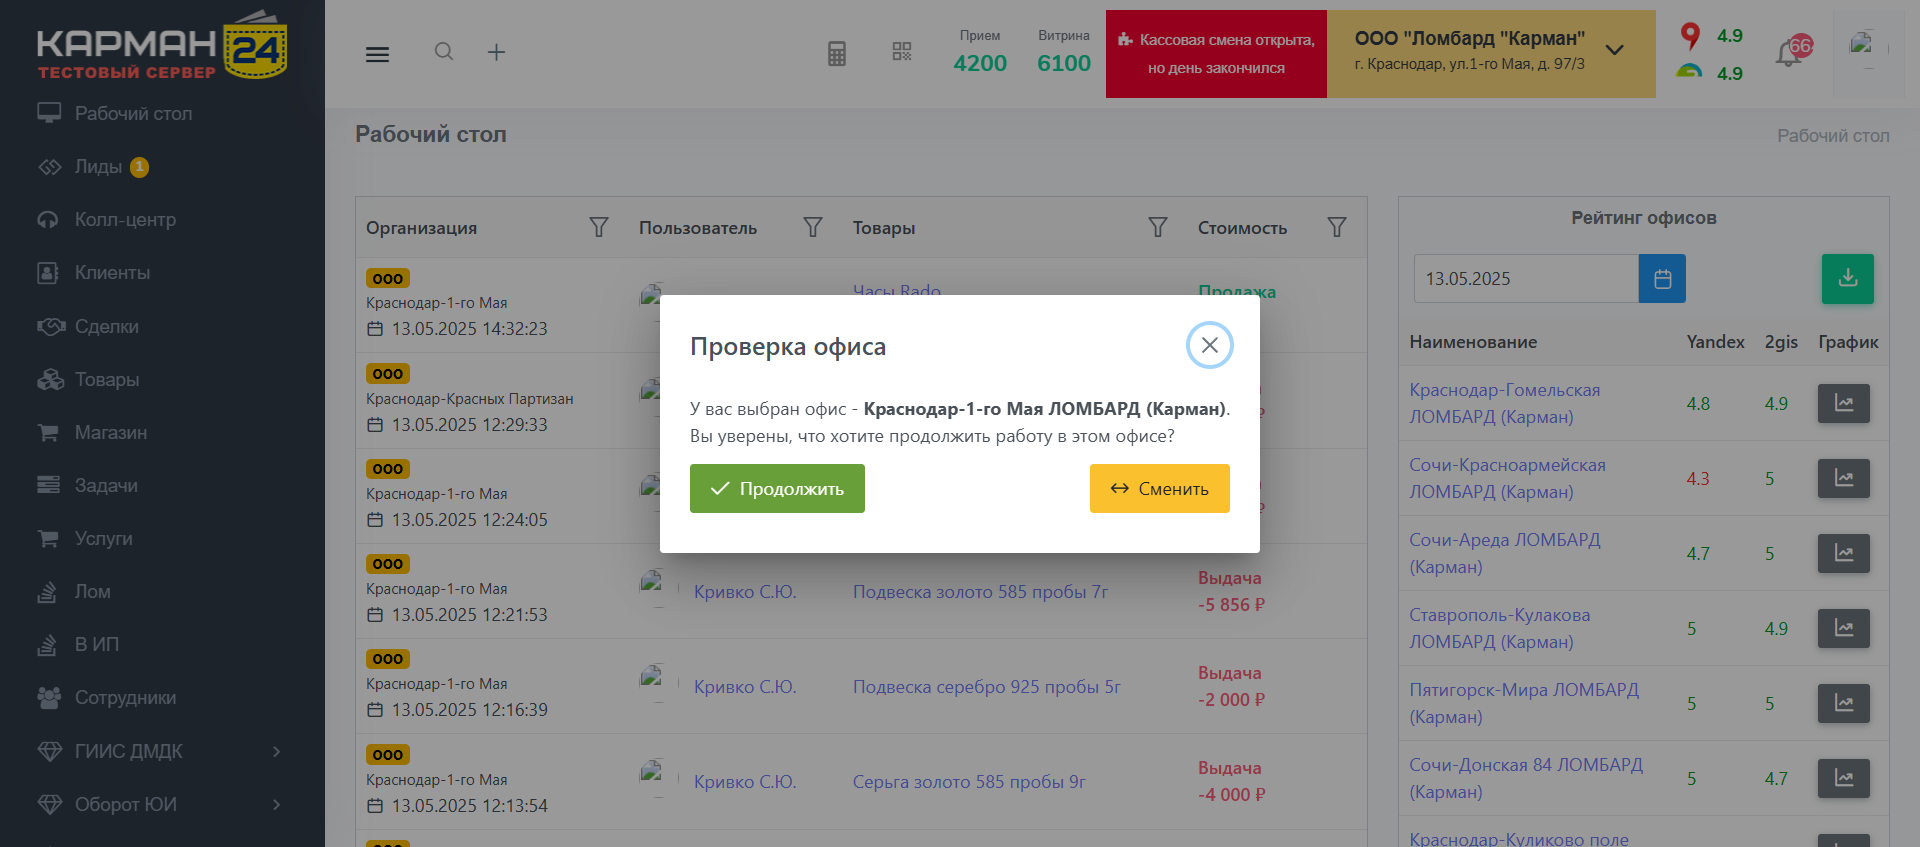 КАРМАН 24
ТЕСТОВЫЙ СЕРВЕР
Рабочий стол
Лиды 1
Колл-центр
Клиенты
Сделки
Товары
Магазин
Задачи
Услуги
Лом
В ИП
Сотрудники
ГИИС ДМДК
Оборот ЮИ
Прием
4200
Витрина
6100
Кассовая смена открыта,
но день закончился
ООО "Ломбард "Карман"
г. Краснодар, ул.1-го Мая, д. 97/3
4.9
4.9
Рабочий стол
Рабочий стол
Организация Пользователь Товары Стоимость
ООО
Краснодар-1-го Мая
13.05.2025 14:32:23
Часы Rado
Продажа
ООО
Краснодар-Красных Партизан
13.05.2025 12:29:33
ООО
Краснодар-1-го Мая
13.05.2025 12:24:05
ООО
Краснодар-1-го Мая
13.05.2025 12:21:53
Кривко С.Ю.
Подвеска золото 585 пробы 7г
Выдача
-5 856 ₽
ООО
Краснодар-1-го Мая
13.05.2025 12:16:39
Кривко С.Ю.
Подвеска серебро 925 пробы 5г
Выдача
-2 000 ₽
ООО
Краснодар-1-го Мая
13.05.2025 12:13:54
Кривко С.Ю.
Серьга золото 585 пробы 9г
Выдача
-4 000 ₽
Проверка офиса
У вас выбран офис - Краснодар-1-го Мая ЛОМБАРД (Карман).
Вы уверены, что хотите продолжить работу в этом офисе?
Продолжить
Сменить
Рейтинг офисов
13.05.2025
Наименование Yandex 2gis График
Краснодар-Гомельская
ЛОМБАРД (Карман)
4.8 4.9
Сочи-Красноармейская
ЛОМБАРД (Карман)
4.3 5
Сочи-Ареда ЛОМБАРД
(Карман)
4.7 5
Ставрополь-Кулакова
ЛОМБАРД (Карман)
5 4.9
Пятигорск-Мира ЛОМБАРД
(Карман)
5 5
Сочи-Донская 84 ЛОМБАРД
(Карман)
5 4.7
Краснодар-Куликово поле